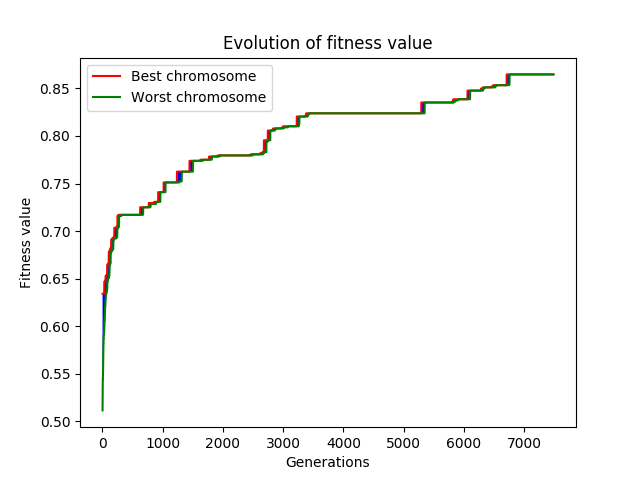 Evolution of fitness value
Best chromosome
Worst chromosome
Fitness value
0.85
0.80
0.75
0.70
0.65
0.60
0.55
0.50
0 1000 2000 3000 4000 5000 6000 7000
Generations